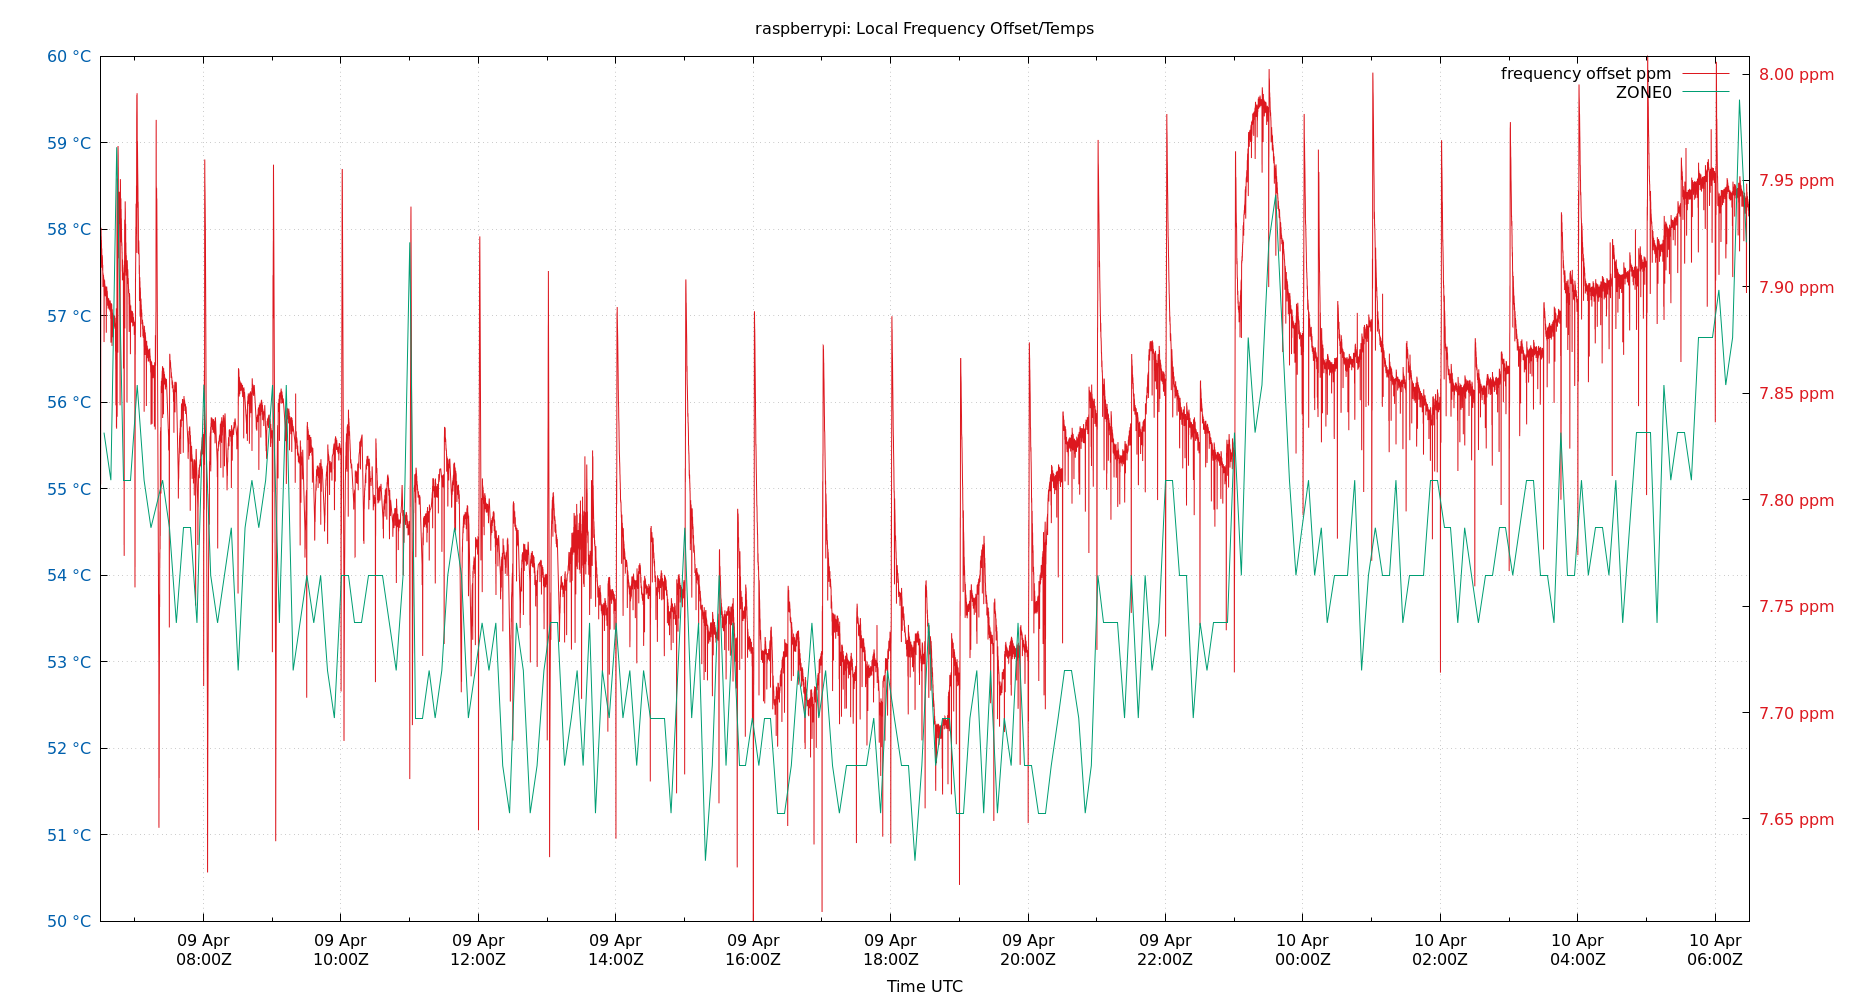 raspberrypi: Local Frequency Offset/Temps
frequency offset ppm
ZONE0
60 °C
59 °C
58 °C
57 °C
56 °C
55 °C
54 °C
53 °C
52 °C
51 °C
50 °C
8.00 ppm
7.95 ppm
7.90 ppm
7.85 ppm
7.80 ppm
7.75 ppm
7.70 ppm
7.65 ppm
09 Apr 09 Apr 09 Apr 09 Apr 09 Apr 09 Apr 09 Apr 09 Apr 10 Apr 10 Apr 10 Apr 10 Apr
08:00Z 10:00Z 12:00Z 14:00Z 16:00Z 18:00Z 20:00Z 22:00Z 00:00Z 02:00Z 04:00Z 06:00Z
Time UTC